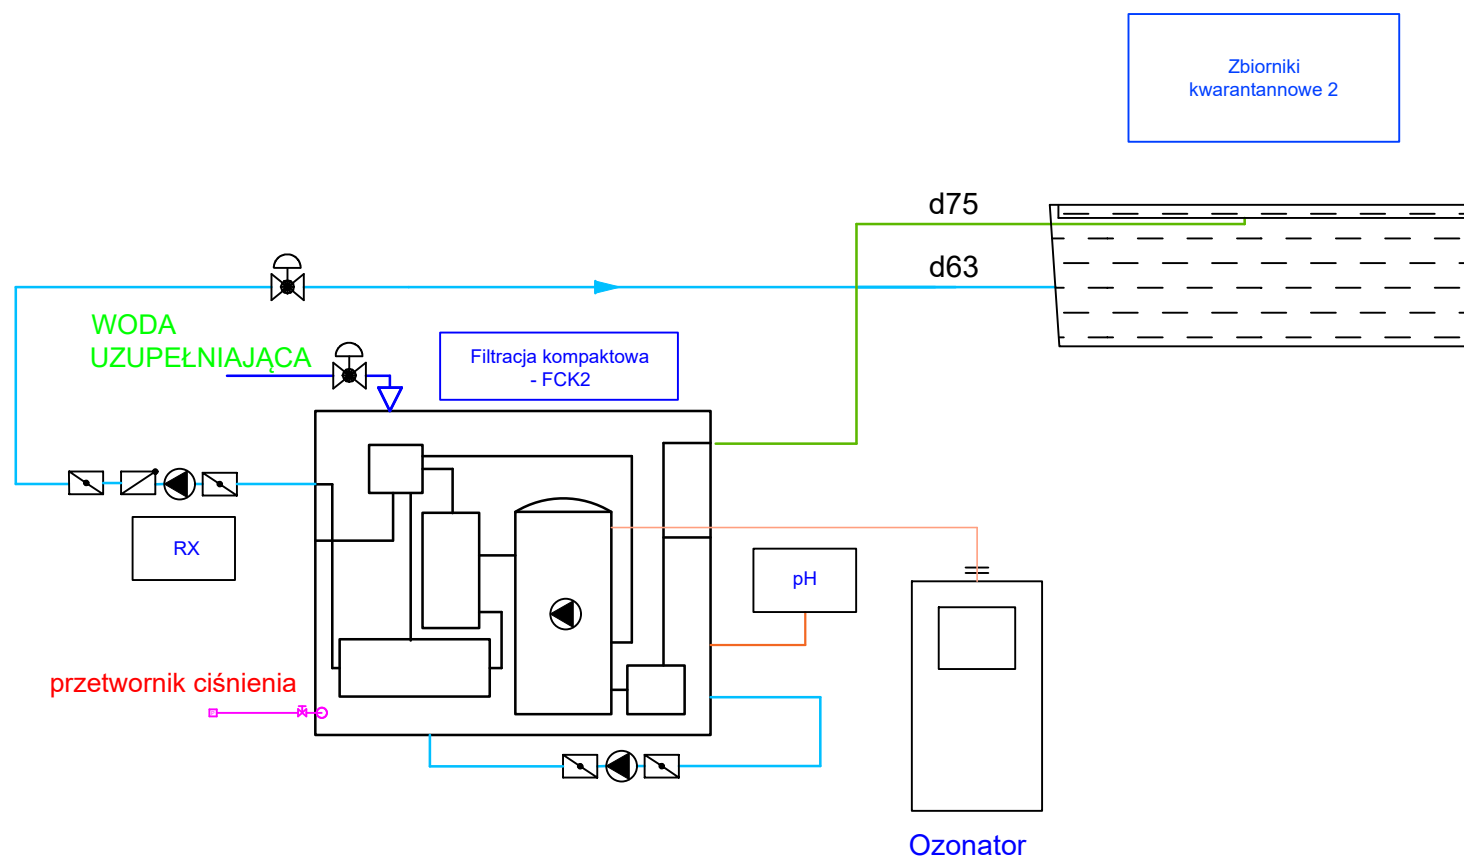 Zbiorniki
kwarantannowe 2
d75
d63
WODA
UZUPEŁNIAJĄCA
Filtracja kompaktowa
- FCK2
RX
pH
przetwornik ciśnienia
Ozonator